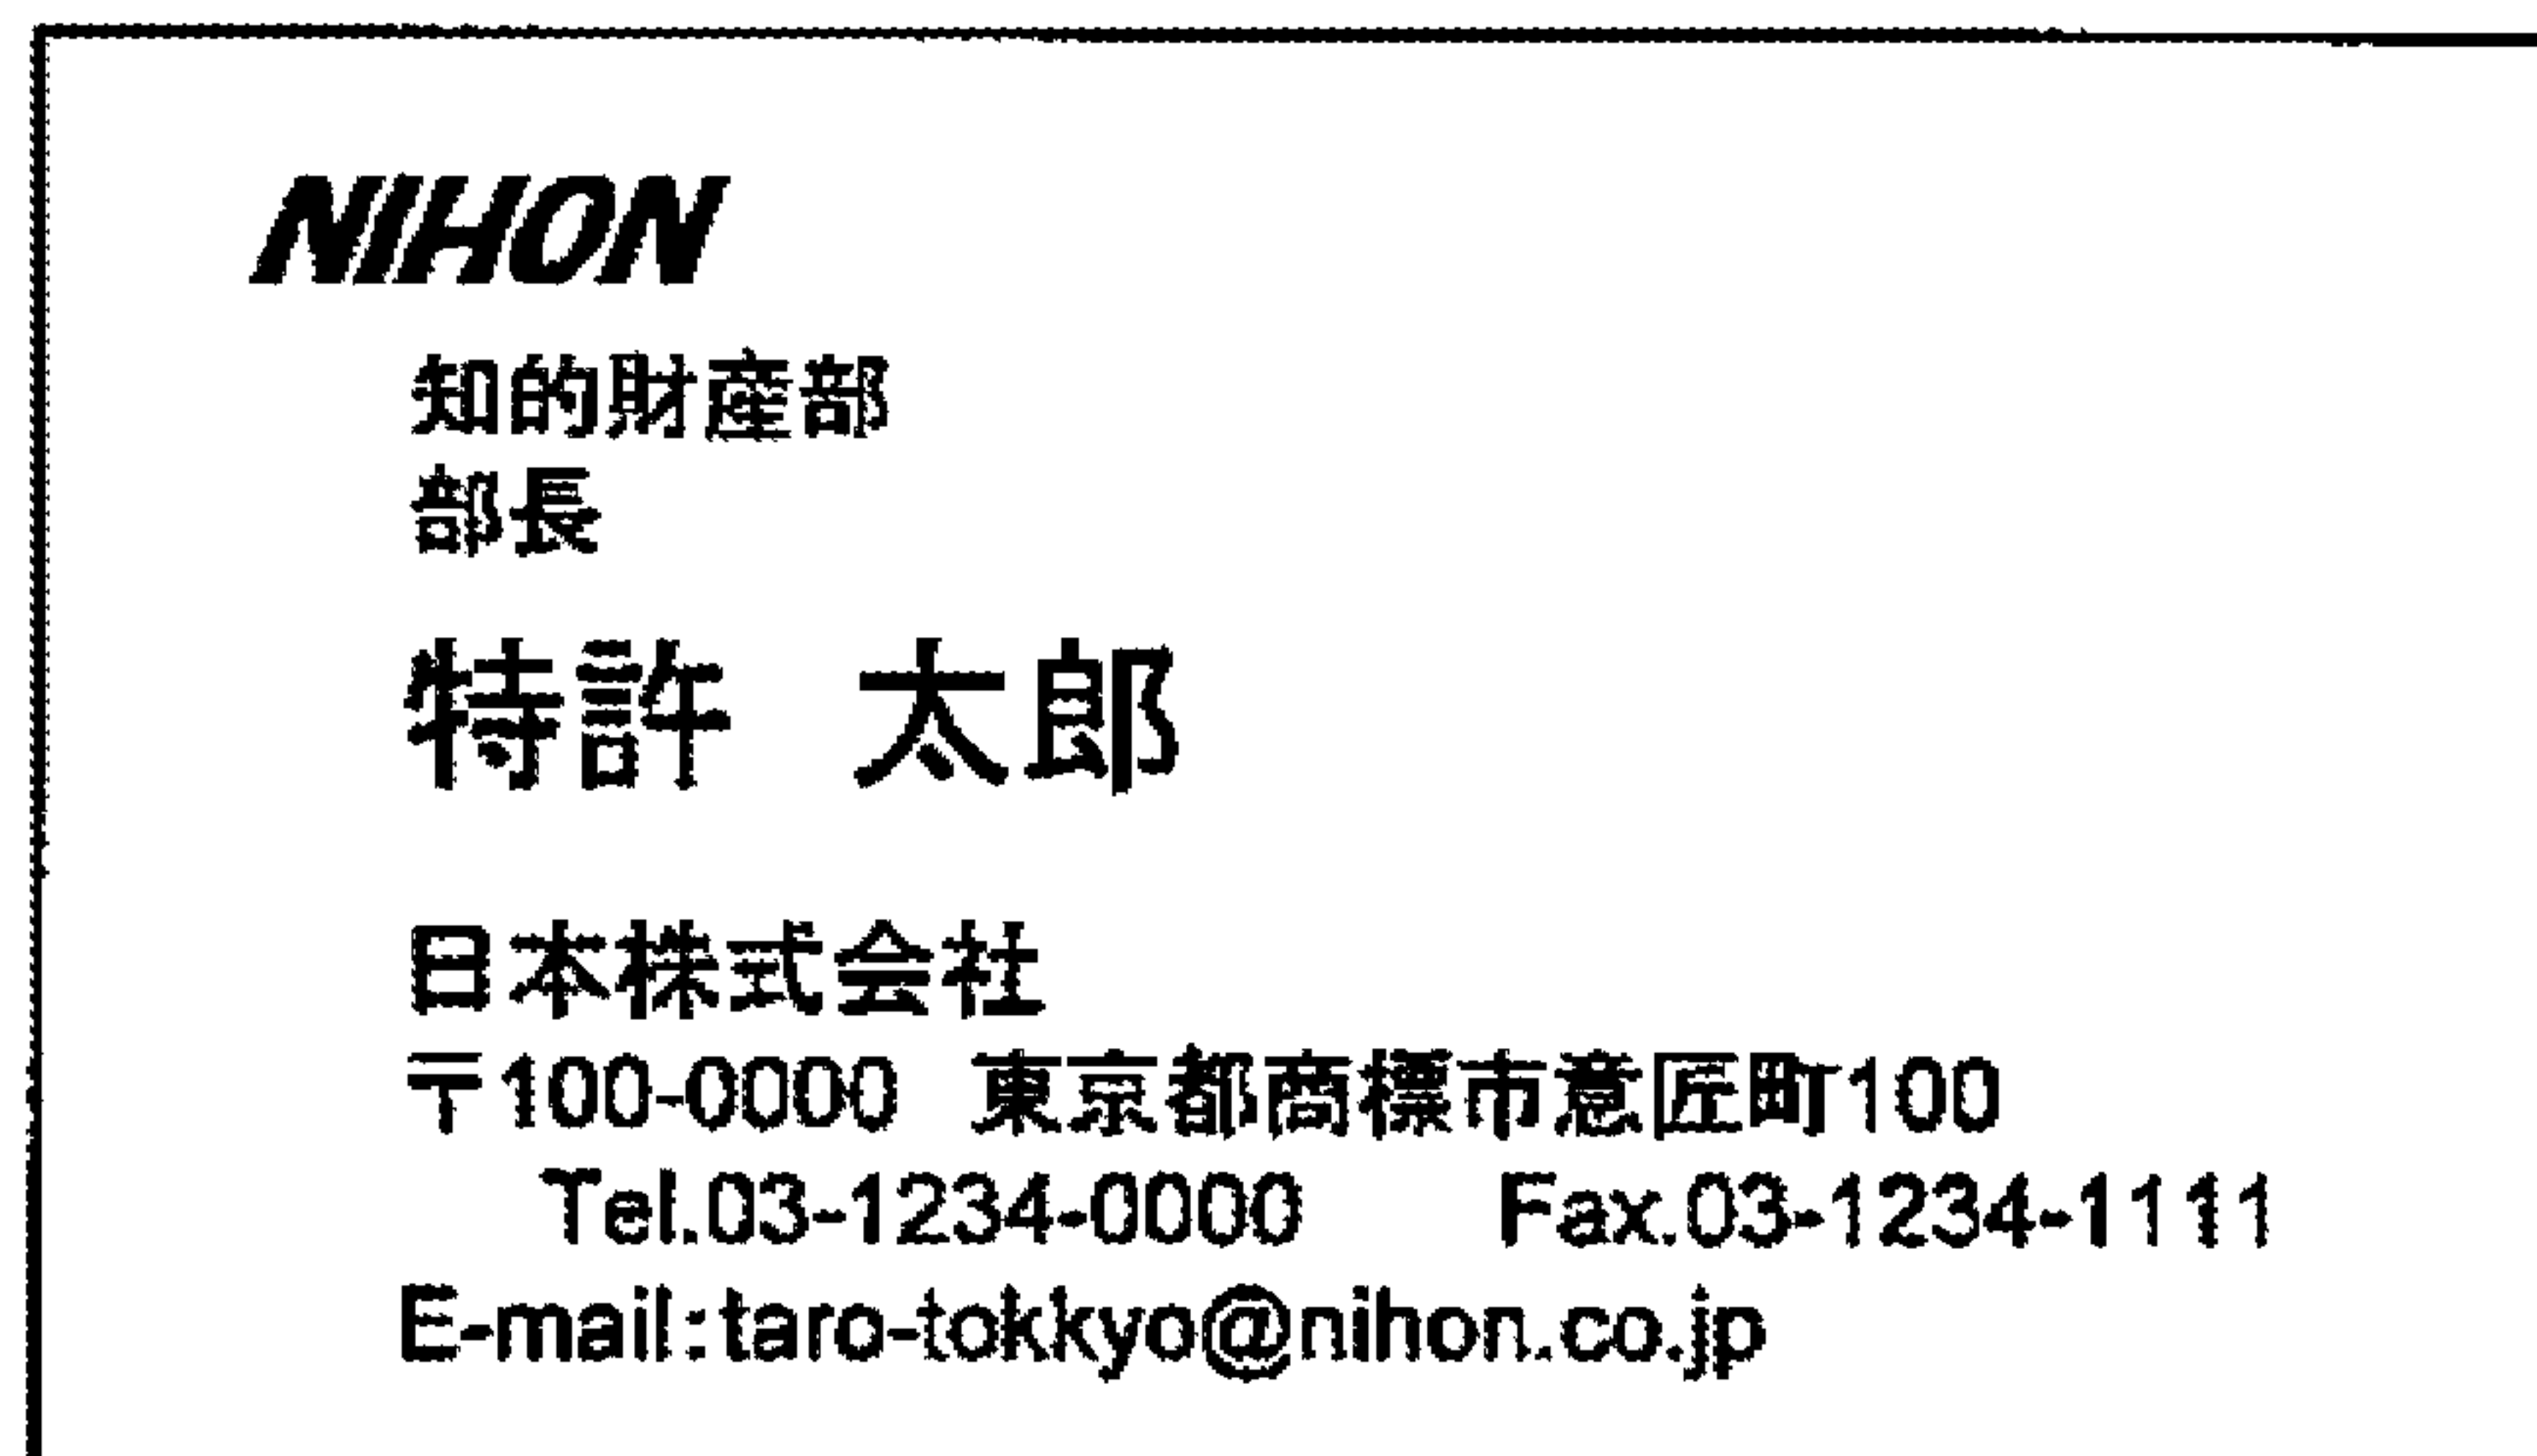 NIHON
知的財産部
部長
特許　太郎
日本株式会社
〒100-0000　東京都商標市意匠町100
Tel.03-1234-0000　Fax.03-1234-1111
E-mail:taro-tokkyo@nihon.co.jp